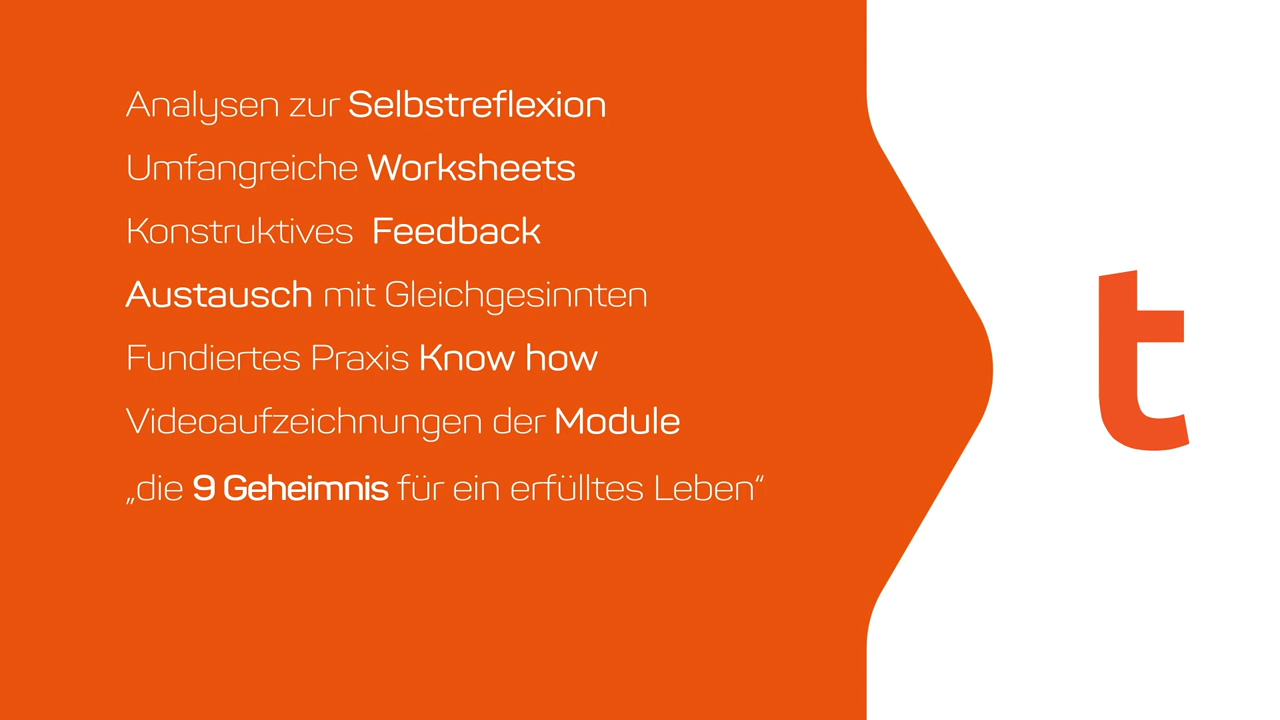 Analysen zur Selbstreflexion
Umfangreiche Worksheets
Konstruktives Feedback
Austausch mit Gleichgesinnten
Fundiertes Praxis Know how
Videoaufzeichnungen der Module
„die 9 Geheimnis für ein erfülltes Leben“
t